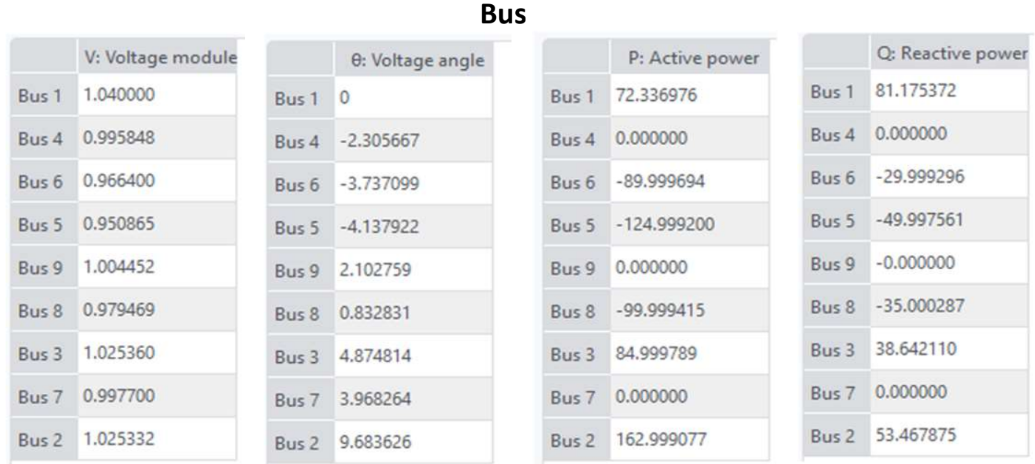 Bus
V: Voltage module
Bus 1 1.040000
Bus 4 0.995848
Bus 6 0.966400
Bus 5 0.950865
Bus 9 1.004452
Bus 8 0.979469
Bus 3 1.025360
Bus 7 0.997700
Bus 2 1.025332
θ: Voltage angle
Bus 1 0
Bus 4 -2.305667
Bus 6 -3.737099
Bus 5 -4.137922
Bus 9 2.102759
Bus 8 0.832831
Bus 3 4.874814
Bus 7 3.968264
Bus 2 9.683626
P: Active power
Bus 1 72.336976
Bus 4 0.000000
Bus 6 -89.999694
Bus 5 -124.999200
Bus 9 0.000000
Bus 8 -99.999415
Bus 3 84.999789
Bus 7 0.000000
Bus 2 162.999077
Q: Reactive power
Bus 1 81.175372
Bus 4 0.000000
Bus 6 -29.999296
Bus 5 -49.997561
Bus 9 -0.000000
Bus 8 -35.000287
Bus 3 38.642110
Bus 7 0.000000
Bus 2 53.467875